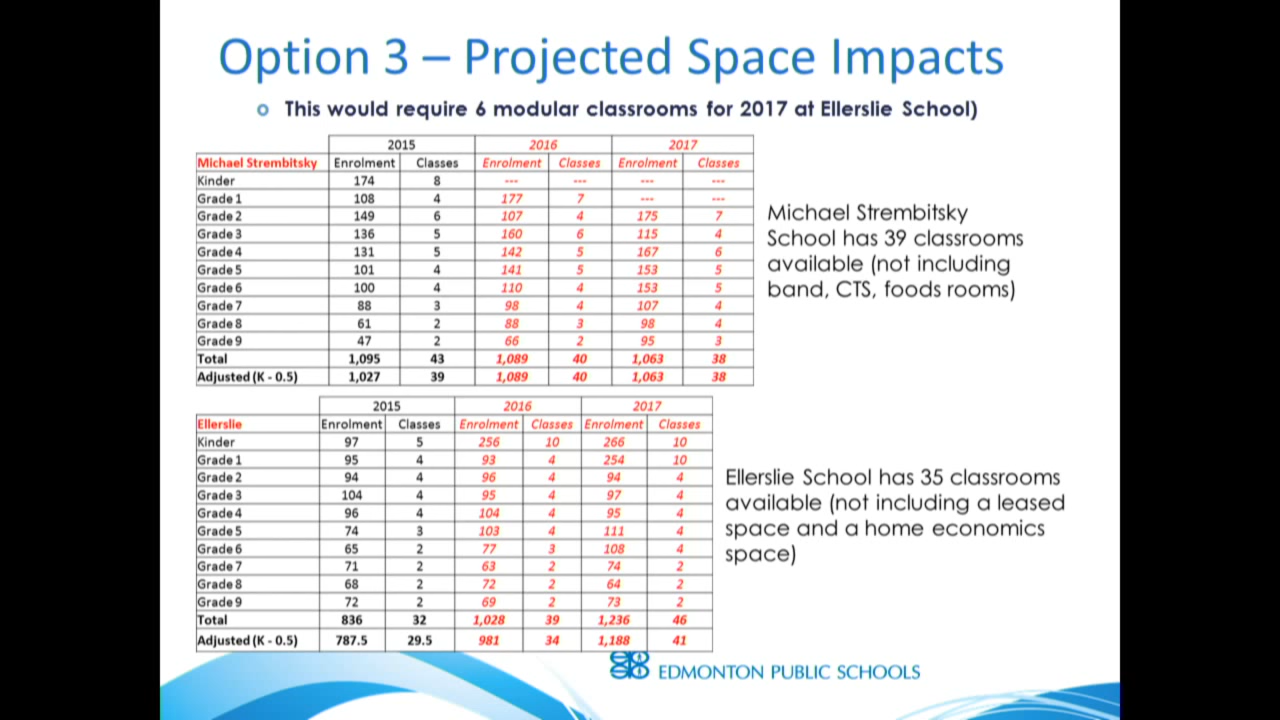 Option 3 – Projected Space Impacts
This would require 6 modular classrooms for 2017 at Ellerslie School)
2015 2016 2017
Michael Strembitsky Enrolment Classes Enrolment Classes Enrolment Classes
Kinder 174 8 --- --- --- ---
Grade 1 108 4 177 7 --- ---
Grade 2 149 6 107 4 175 7
Grade 3 136 5 160 6 115 4
Grade 4 131 5 142 5 167 6
Grade 5 101 4 141 5 153 5
Grade 6 100 4 110 4 153 5
Grade 7 88 3 98 4 107 4
Grade 8 61 2 88 3 98 4
Grade 9 47 2 66 2 95 3
Total 1,095 43 1,089 40 1,063 38
Adjusted (K - 0.5) 1,027 39 1,089 40 1,063 38
Michael Strembitsky
School has 39 classrooms
available (not including
band, CTS, foods rooms)
2015 2016 2017
Ellerslie Enrolment Classes Enrolment Classes Enrolment Classes
Kinder 97 5 256 10 266 10
Grade 1 95 4 93 4 254 10
Grade 2 94 4 96 4 94 4
Grade 3 104 4 95 4 97 4
Grade 4 96 4 104 4 95 4
Grade 5 74 3 103 4 111 4
Grade 6 65 2 77 3 108 4
Grade 7 71 2 63 2 74 2
Grade 8 68 2 72 2 64 2
Grade 9 72 2 69 2 73 2
Total 836 32 1,028 39 1,236 46
Adjusted (K - 0.5) 787.5 29.5 981 34 1,188 41
Ellerslie School has 35 classrooms
available (not including a leased
space and a home economics
space)
EDMONTON PUBLIC SCHOOLS